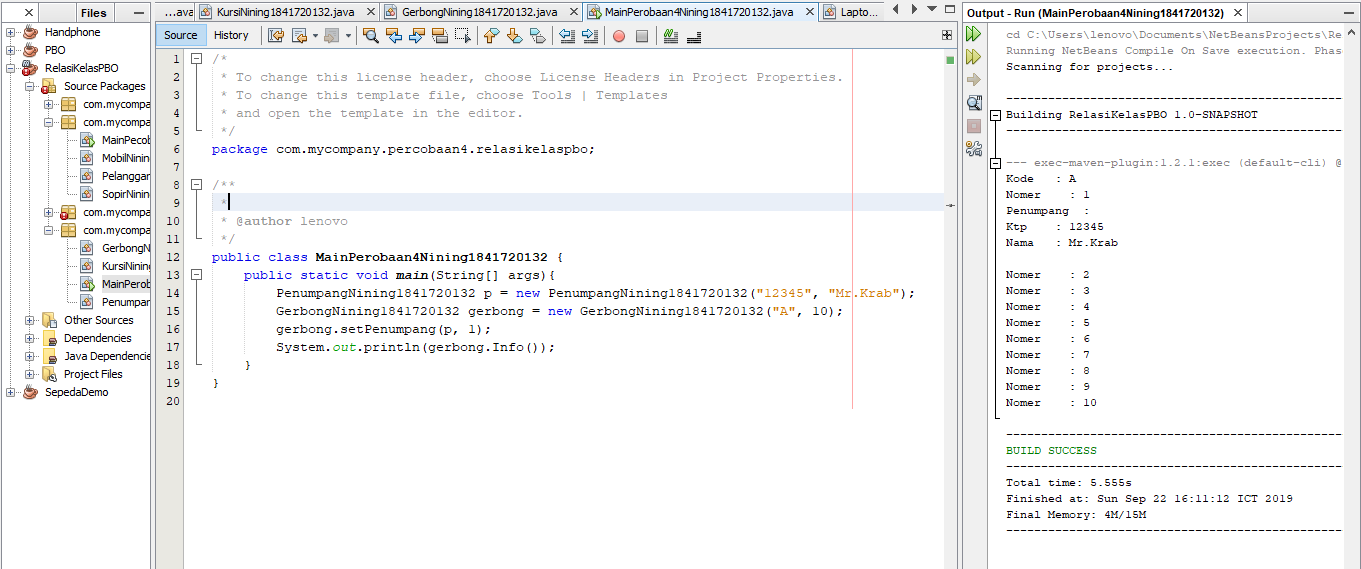 Files
Handphone
PBO
RelasiKelasPBO
Source Packages
com.mycompa
com.mycompa
MainPecob
MobilNinin
Pelanggar
SopirNinin
com.mycompa
com.mycompa
GerbongN
KursiNining
MainPerob
Penumpan
Other Sources
Dependencies
Java Dependencie
Project Files
SepedaDemo
...ava KursiNining1841720132.java GerbongNining1841720132.java MainPerobaan4Nining1841720132.java Lapto...
Source History
1 /*
2 * To change this license header, choose License Headers in Project Properties.
3 * To change this template file, choose Tools | Templates
4 * and open the template in the editor.
5 */
6 package com.mycompany.percobaan4.relasikelaspbo;
7
8 /**
9 *
10 * @author lenovo
11 */
12 public class MainPerobaan4Nining1841720132 {
13 public static void main(String[] args){
14 PenumpangNining1841720132 p = new PenumpangNining1841720132("12345", "Mr.Krab");
15 GerbongNining1841720132 gerbong = new GerbongNining1841720132("A", 10);
16 gerbong.setPenumpang(p, 1);
17 System.out.println(gerbong.Info());
18 }
19 }
20
Output - Run (MainPerobaan4Nining1841720132)
cd C:\Users\lenovo\Documents\NetBeansProjects\Re
Running NetBeans Compile On Save execution. Phas
Scanning for projects...
------------------------------------------------
Building RelasiKelasPBO 1.0-SNAPSHOT
------------------------------------------------
--- exec-maven-plugin:1.2.1:exec (default-cli) @
Kode : A
Nomer : 1
Penumpang :
Ktp : 12345
Nama : Mr.Krab
Nomer : 2
Nomer : 3
Nomer : 4
Nomer : 5
Nomer : 6
Nomer : 7
Nomer : 8
Nomer : 9
Nomer : 10
------------------------------------------------
BUILD SUCCESS
------------------------------------------------
Total time: 5.555s
Finished at: Sun Sep 22 16:11:12 ICT 2019
Final Memory: 4M/15M
------------------------------------------------